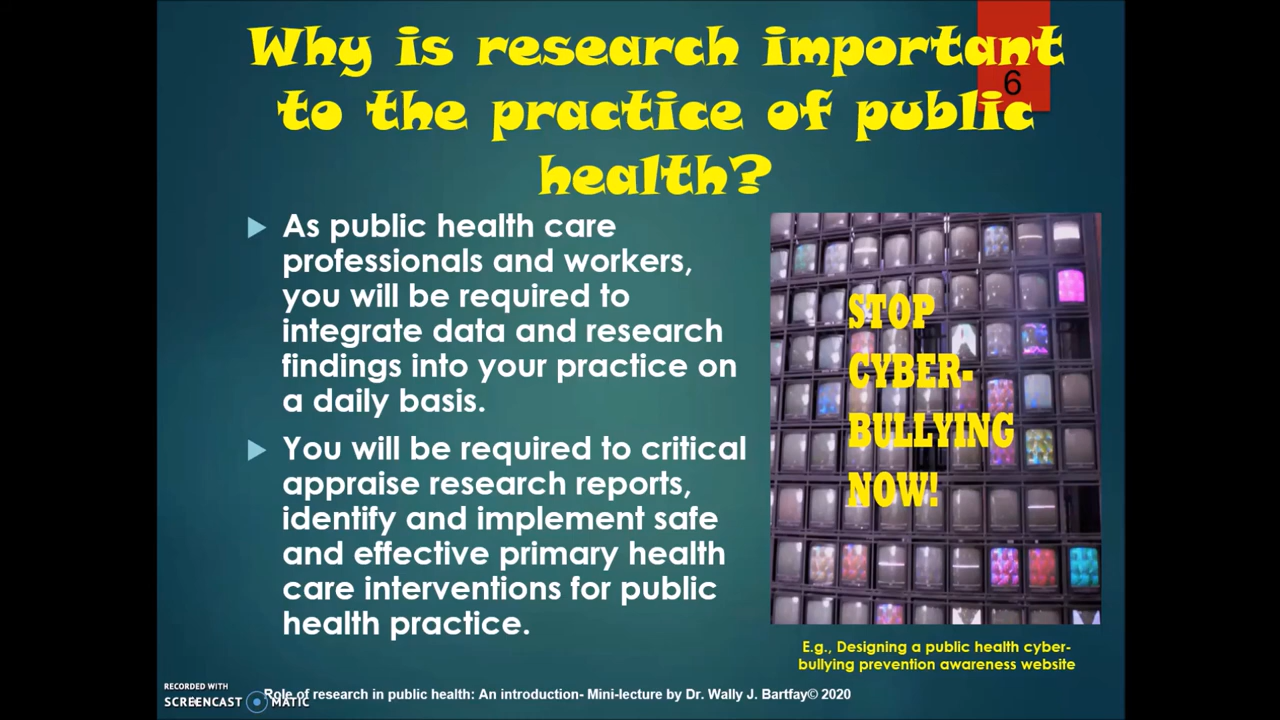 Why is research important
to the practice of public
health?
6
As public health care
professionals and workers,
you will be required to
integrate data and research
findings into your practice on
a daily basis.
You will be required to critical
appraise research reports,
identify and implement safe
and effective primary health
care interventions for public
health practice.
STOP
CYBER-
BULLYING
NOW!
E.g., Designing a public health cyber-
bullying prevention awareness website
Role of research in public health: An introduction- Mini-lecture by Dr. Wally J. Bartfay© 2020
RECORDED WITH
SCREENCAST MATIC